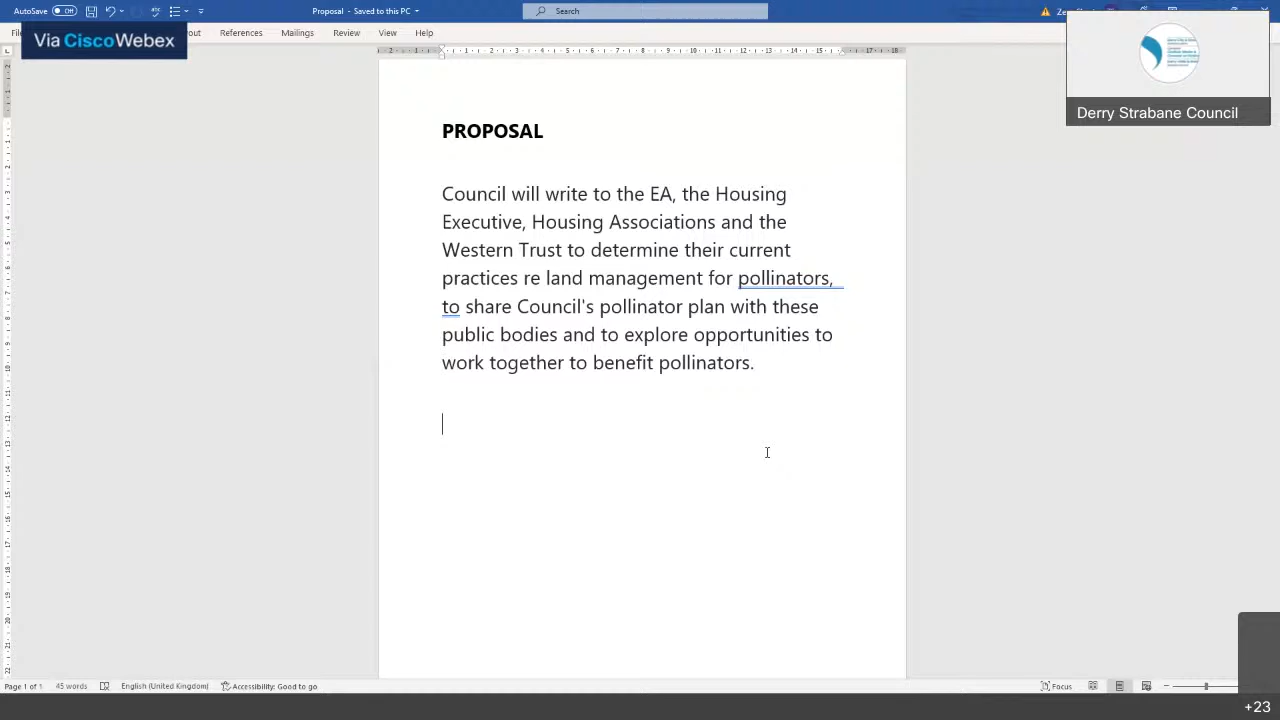 AutoSave Off
Proposal - Saved to this PC
Search
Via CiscoWebex
References Mailings Review View Help
Derry Strabane Council
PROPOSAL
Council will write to the EA, the Housing
Executive, Housing Associations and the
Western Trust to determine their current
practices re land management for pollinators,
to share Council's pollinator plan with these
public bodies and to explore opportunities to
work together to benefit pollinators.
Page 1 of 1 45 words English (United Kingdom) Accessibility: Good to go Focus
+23